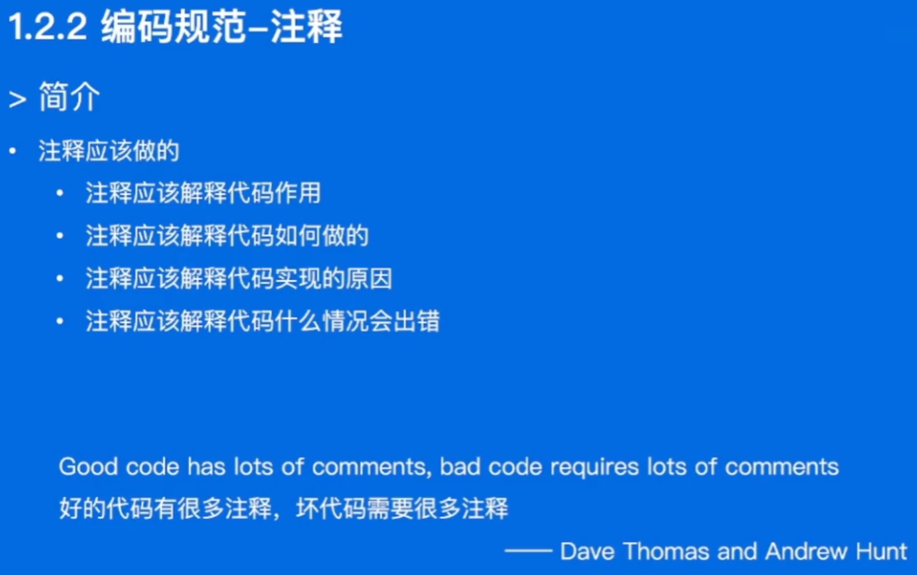 1.2.2 编码规范–注释
> 简介
• 注释应该做的
• 注释应该解释代码作用
• 注释应该解释代码如何做的
• 注释应该解释代码实现的原因
• 注释应该解释代码什么情况会出错
Good code has lots of comments, bad code requires lots of comments
好的代码有很多注释，坏代码需要很多注释
—— Dave Thomas and Andrew Hunt